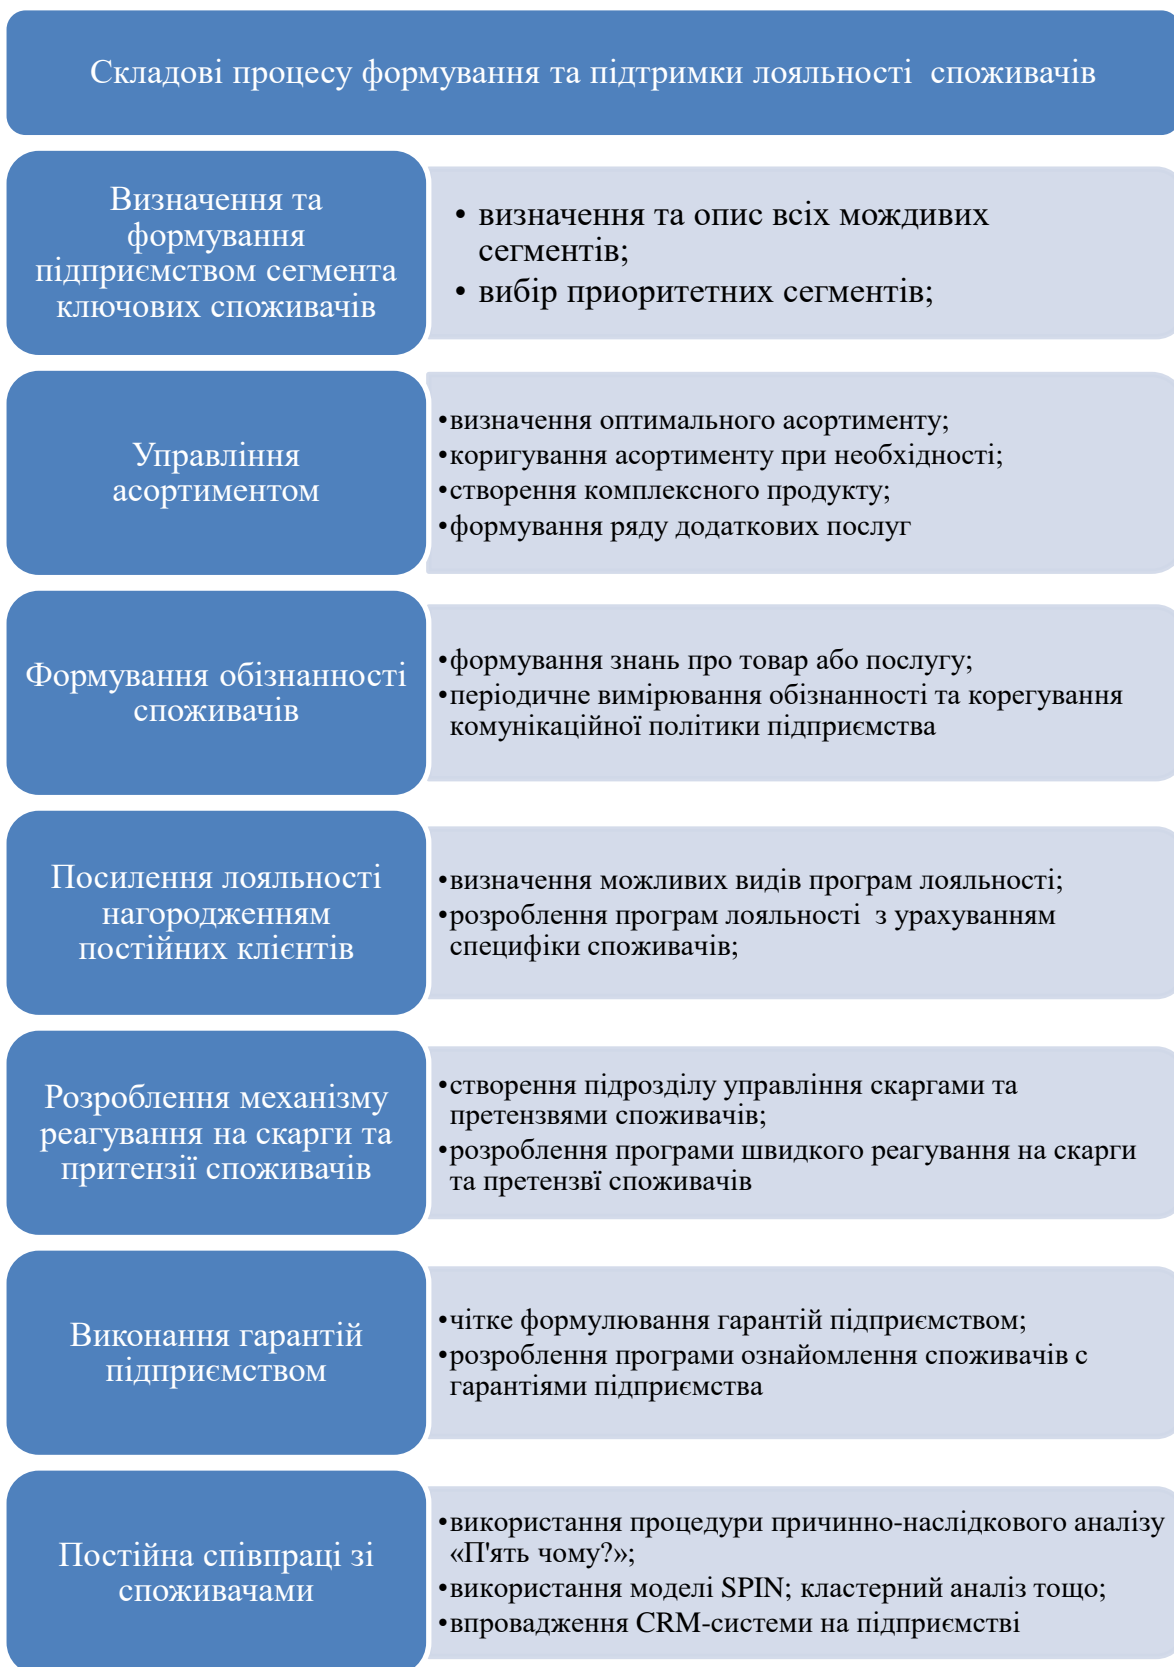 Складові процесу формування та підтримки лояльності споживачів
Визначення та
формування
підприємством сегмента
ключових споживачів
• визначення та опис всіх мождивих
сегментів;
• вибір приоритетних сегментів;
Управління
асортиментом
•визначення оптимального асортименту;
•коригування асортименту при необхідності;
•створення комплексного продукту;
•формування ряду додаткових послуг
Формування обізнанності
споживачів
•формування знань про товар або послугу;
•періодичне вимірювання обізнанності та корегування
комунікаційної політики підприємства
Посилення лояльності
нагородженням
постійних клієнтів
•визначення можливих видів програм лояльності;
•розроблення програм лояльності з урахуванням
специфіки споживачів;
Розроблення механізму
реагування на скарги та
притензії споживачів
•створення підрозділу управління скаргами та
претензвями споживачів;
•розроблення програми швидкого реагування на скарги
та претензвї споживачів
Виконання гарантій
підприємством
•чітке формулювання гарантій підприємством;
•розроблення програми ознайомлення споживачів с
гарантіями підприємства
Постійна співпраці зі
споживачами
•використання процедури причинно-наслідкового аналізу
«П'ять чому?»;
•використання моделі SPIN; кластерний аналіз тощо;
•впровадження CRM-системи на підприємстві